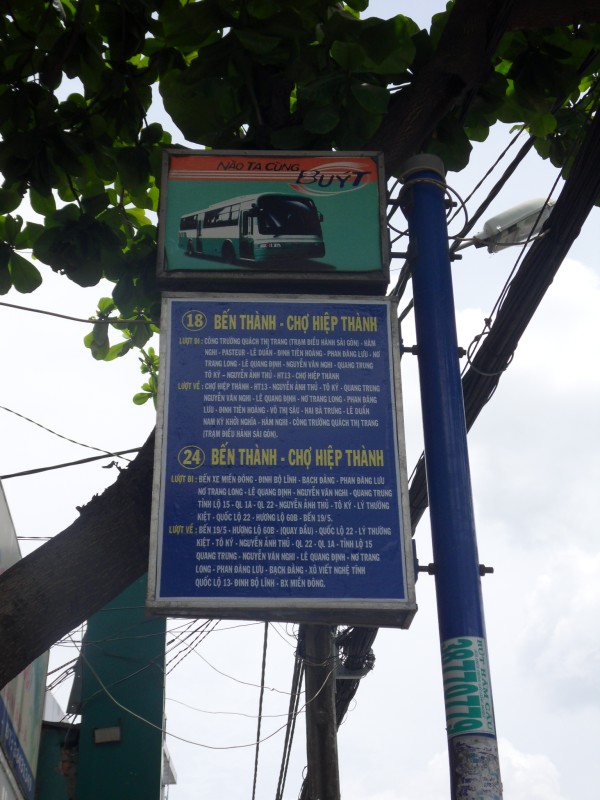 NÀO TA CÙNG
BUÝT
18 BẾN THÀNH - CHỢ HIỆP THÀNH
LƯỢT ĐI : CÔNG TRƯỜNG QUÁCH THỊ TRANG (TRẠM ĐIỀU HÀNH SÀI GÒN) - HÀM
NGHI - PASTEUR - LÊ DUẨN - ĐINH TIÊN HOÀNG - PHAN ĐĂNG LƯU - NƠ
TRANG LONG - LÊ QUANG ĐỊNH - NGUYỄN VĂN NGHI - QUANG TRUNG
TÔ KÝ - NGUYỄN ẢNH THỦ - HT13 - CHỢ HIỆP THÀNH
LƯỢT VỀ : CHỢ HIỆP THÀNH - HT13 - NGUYỄN ẢNH THỦ - TÔ KÝ - QUANG TRUNG
NGUYỄN VĂN NGHI - LÊ QUANG ĐỊNH - NƠ TRANG LONG - PHAN ĐĂNG
LƯU - ĐINH TIÊN HOÀNG - VÕ THỊ SÁU - HAI BÀ TRƯNG - LÊ DUẨN
NAM KỲ KHỞI NGHĨA - HÀM NGHI - CÔNG TRƯỜNG QUÁCH THỊ TRANG
(TRẠM ĐIỀU HÀNH SÀI GÒN).
24 BẾN THÀNH - CHỢ HIỆP THÀNH
LƯỢT ĐI : BẾN XE MIỀN ĐÔNG - ĐINH BỘ LĨNH - BẠCH ĐẰNG - PHAN ĐĂNG LƯU
NƠ TRANG LONG - LÊ QUANG ĐỊNH - NGUYỄN VĂN NGHI - QUANG TRUNG
TỈNH LỘ 15 - QL 1A - QL 22 - NGUYỄN ẢNH THỦ - TÔ KÝ - LÝ THƯỜNG
KIỆT - QUỐC LỘ 22 - HƯƠNG LỘ 60B - BẾN 19/5.
LƯỢT VỀ : BẾN 19/5 - HƯƠNG LỘ 60B - (QUAY ĐẦU) - QUỐC LỘ 22 - LÝ THƯỜNG
KIỆT - TÔ KÝ - NGUYỄN ẢNH THỦ - QL 22 - QL 1A - TỈNH LỘ 15
QUANG TRUNG - NGUYỄN VĂN NGHI - LÊ QUANG ĐỊNH - NƠ TRANG
LONG - PHAN ĐĂNG LƯU - BẠCH ĐẰNG - XÔ VIẾT NGHỆ TĨNH
QUỐC LỘ 13- ĐINH BỘ LĨNH - BX MIỀN ĐÔNG.
RÚT HẦM CẦU